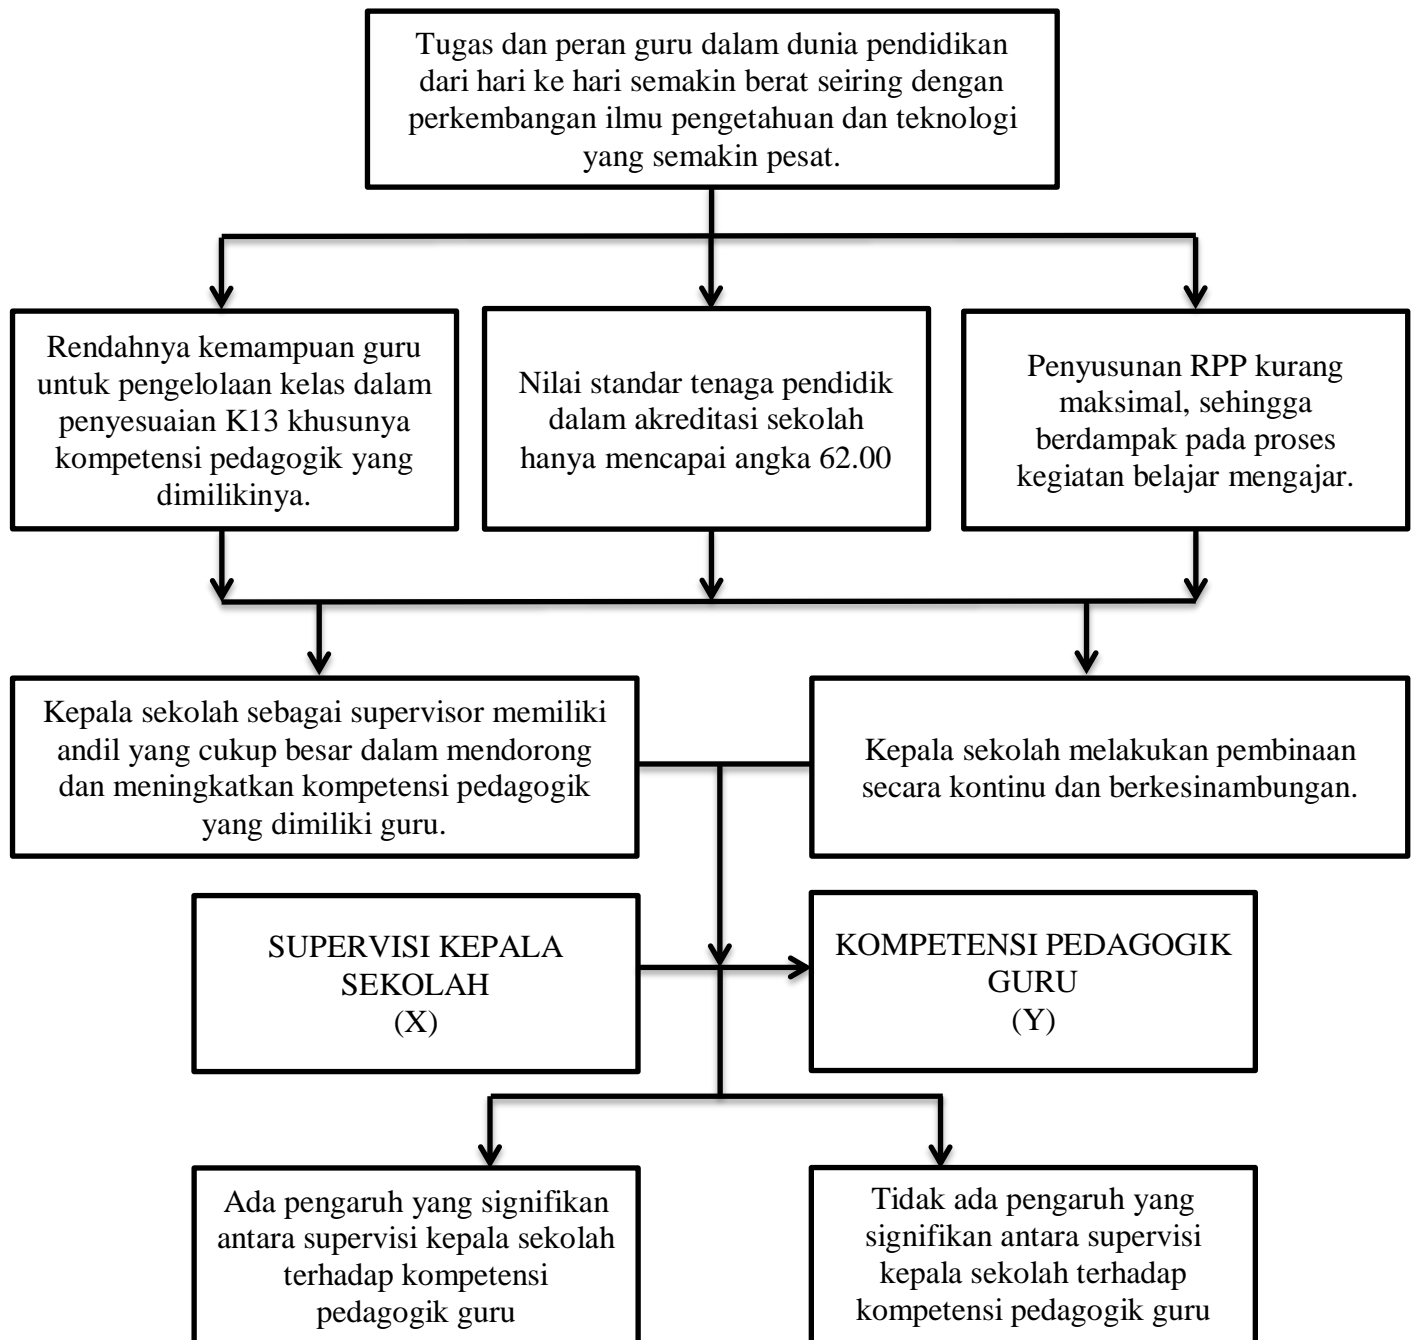 Tugas dan peran guru dalam dunia pendidikan
dari hari ke hari semakin berat seiring dengan
perkembangan ilmu pengetahuan dan teknologi
yang semakin pesat.
Rendahnya kemampuan guru
untuk pengelolaan kelas dalam
penyesuaian K13 khusunya
kompetensi pedagogik yang
dimilikinya.
Nilai standar tenaga pendidik
dalam akreditasi sekolah
hanya mencapai angka 62.00
Penyusunan RPP kurang
maksimal, sehingga
berdampak pada proses
kegiatan belajar mengajar.
Kepala sekolah sebagai supervisor memiliki
andil yang cukup besar dalam mendorong
dan meningkatkan kompetensi pedagogik
yang dimiliki guru.
Kepala sekolah melakukan pembinaan
secara kontinu dan berkesinambungan.
SUPERVISI KEPALA
SEKOLAH
(X)
KOMPETENSI PEDAGOGIK
GURU
(Y)
Ada pengaruh yang signifikan
antara supervisi kepala sekolah
terhadap kompetensi
pedagogik guru
Tidak ada pengaruh yang
signifikan antara supervisi
kepala sekolah terhadap
kompetensi pedagogik guru